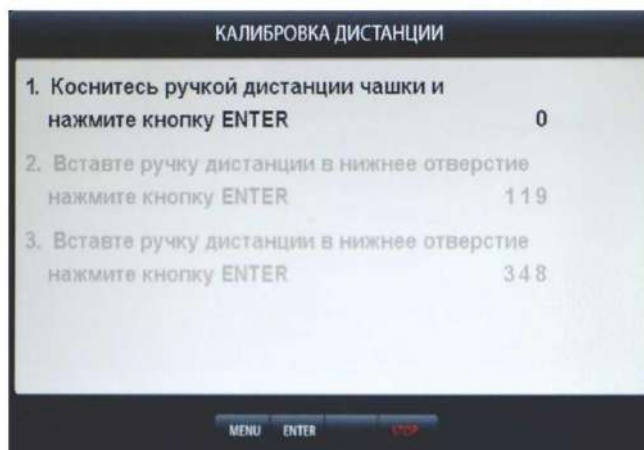 КАЛИБРОВКА ДИСТАНЦИИ
1. Коснитесь ручкой дистанции чашки и
нажмите кнопку ENTER 0
2. Вставте ручку дистанции в нижнее отверстие
нажмите кнопку ENTER 119
3. Вставте ручку дистанции в нижнее отверстие
нажмите кнопку ENTER 348
MENU ENTER STOP